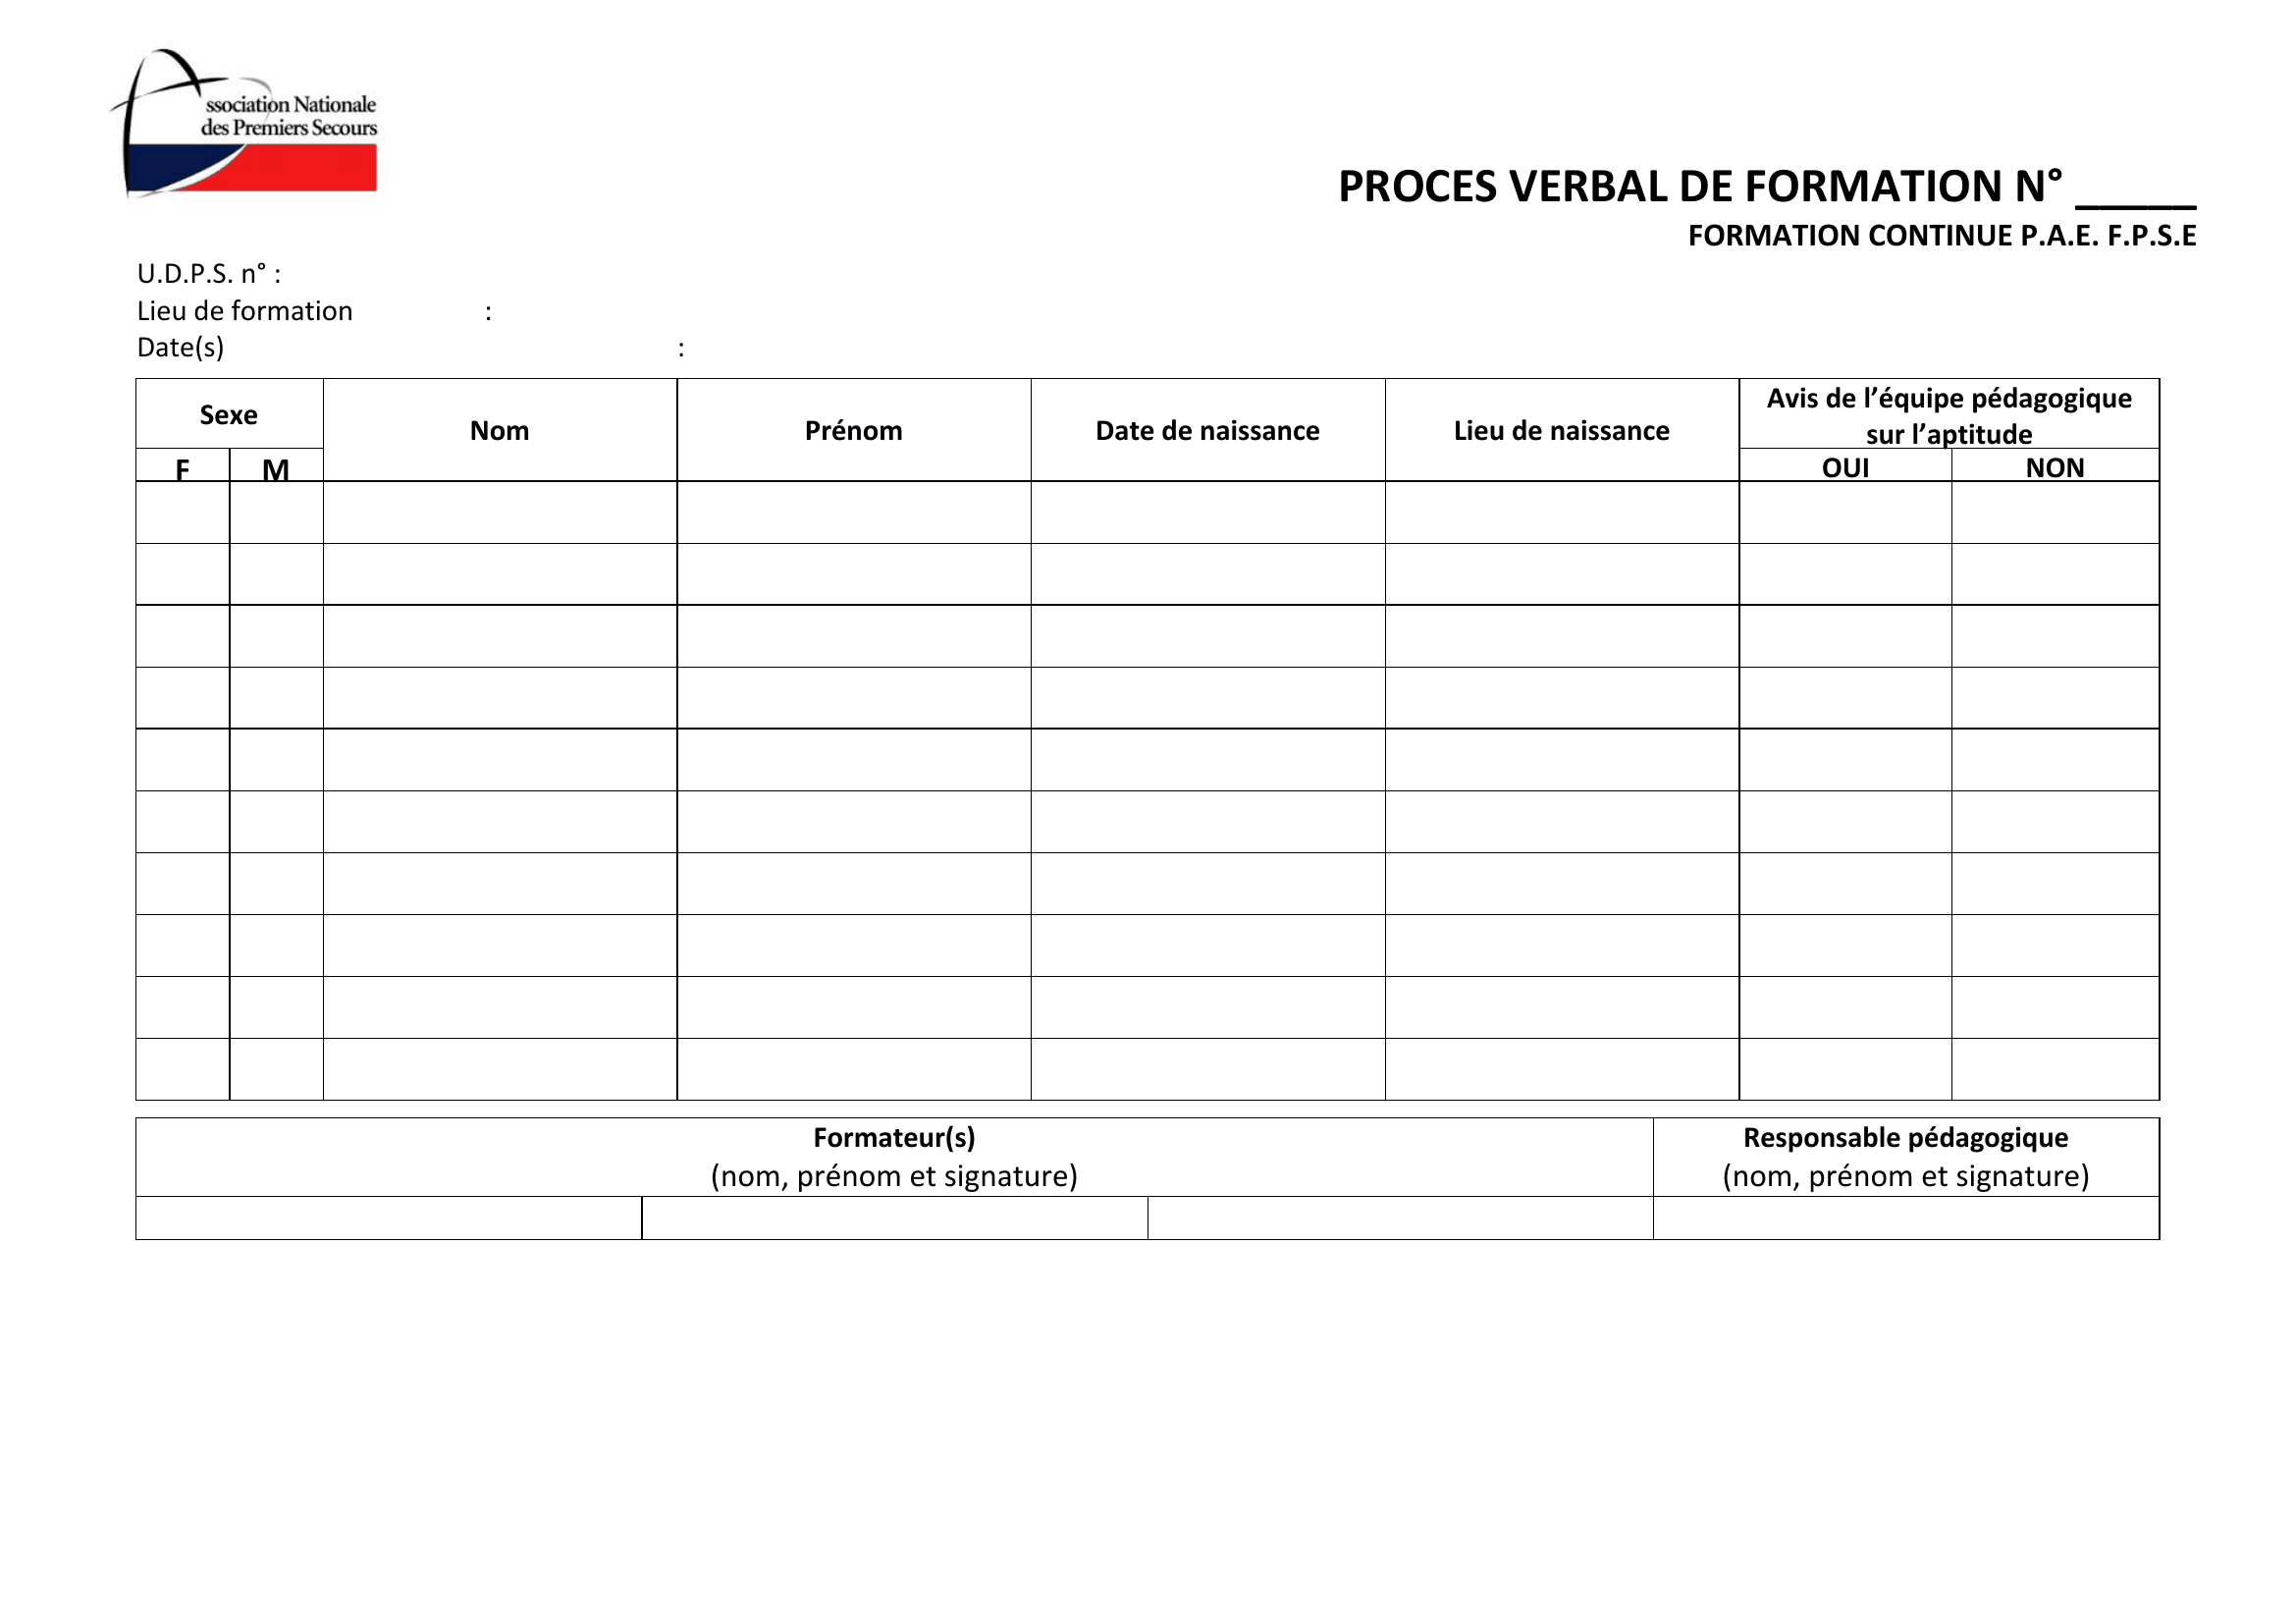 ssociation Nationale
des Premiers Secours
PROCES VERBAL DE FORMATION N° _____
FORMATION CONTINUE P.A.E. F.P.S.E
U.D.P.S. n° :
Lieu de formation :
Date(s) :
Sexe Nom Prénom Date de naissance Lieu de naissance Avis de l’équipe pédagogique
sur l’aptitude
F M OUI NON
Formateur(s) Responsable pédagogique
(nom, prénom et signature) (nom, prénom et signature)